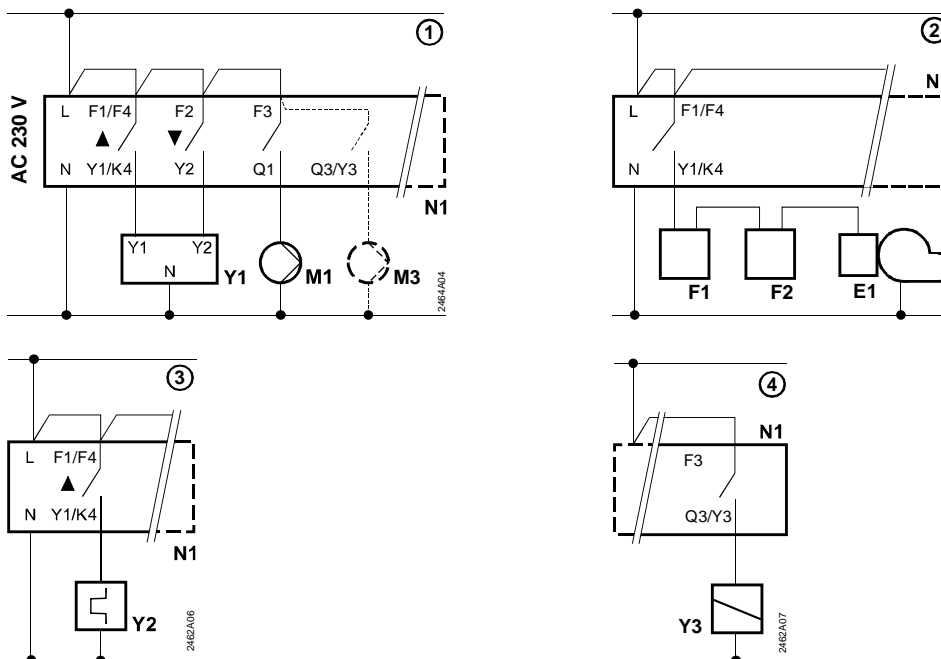 1
AC 230 V
L F1/F4 F2 F3
▲ ▼
N Y1/K4 Y2 Q1 Q3/Y3
N1
Y1 Y2
N
Y1 M1 M3
2464A04
2
N
L F1/F4
N Y1/K4
F1 F2 E1
3
L F1/F4
▲
N Y1/K4
N1
Y2
2462A06
4
N1
F3
Q3/Y3
Y3
2462A07